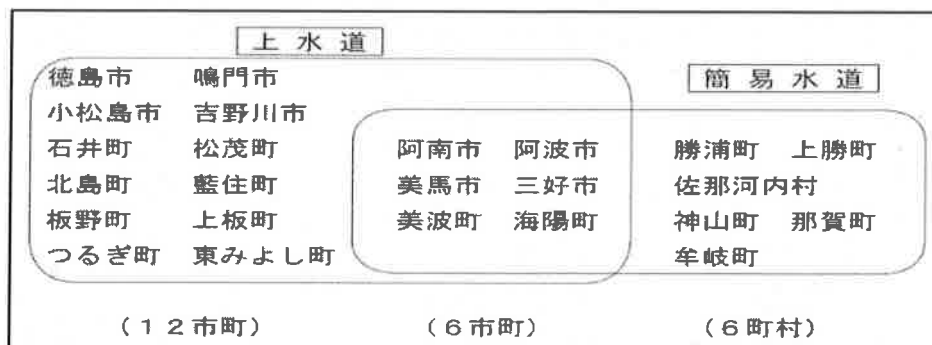 上水道
簡易水道
徳島市 鳴門市
小松島市 吉野川市
石井町 松茂町 阿南市 阿波市 勝浦町 上勝町
北島町 藍住町 美馬市 三好市 佐那河内村
板野町 上板町 美波町 海陽町 神山町 那賀町
つるぎ町 東みよし町 牟岐町
(12市町) (6市町) (6町村)